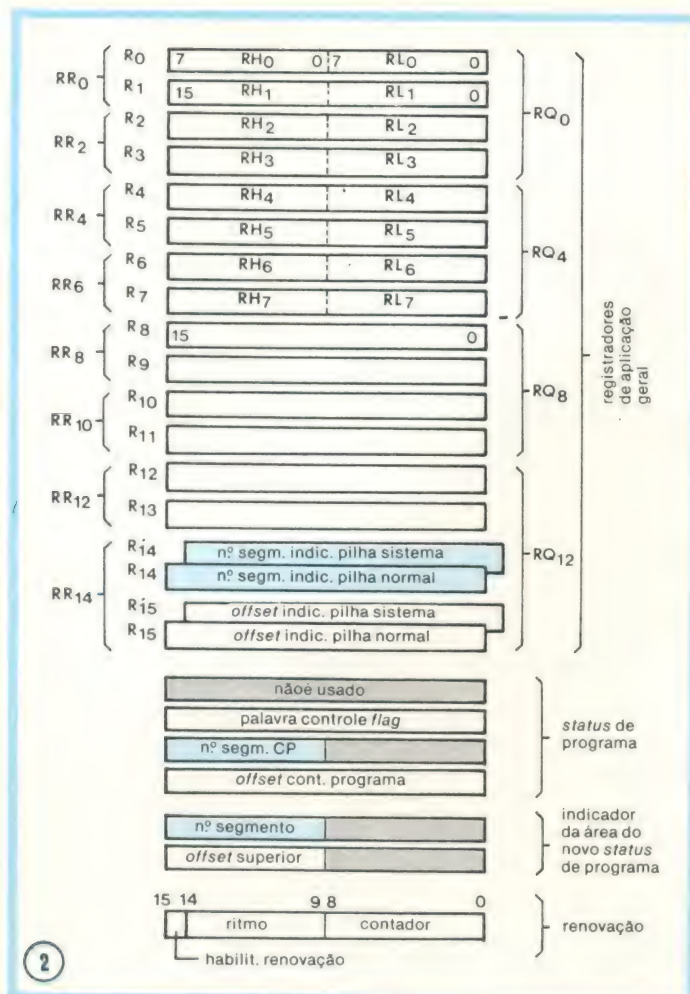 RR0 R0 7 RH0 0 7 RL0 0
R1 15 RH1 RL1 0
RQ0
RR2 R2 RH2 RL2
R3 RH3 RL3
RR4 R4 RH4 RL4
R5 RH5 RL5
RQ4
RR6 R6 RH6 RL6
R7 RH7 RL7
registradores
de aplicação
geral
RR8 R8 15 0
R9
RQ8
RR10 R10
R11
RR12 R12
R13
RQ12
RR14 R'14 nº segm. indic. pilha sistema
R14 nº segm. indic. pilha normal
R'15 offset indic. pilha sistema
R15 offset indic. pilha normal
nãoé usado
palavra controle flag
nº segm. CP
offset cont. programa
status de
programa
nº segmento
offset superior
indicador
da área do
novo status
de programa
15 14 9 8 0
ritmo contador
renovação
habilit. renovação
2